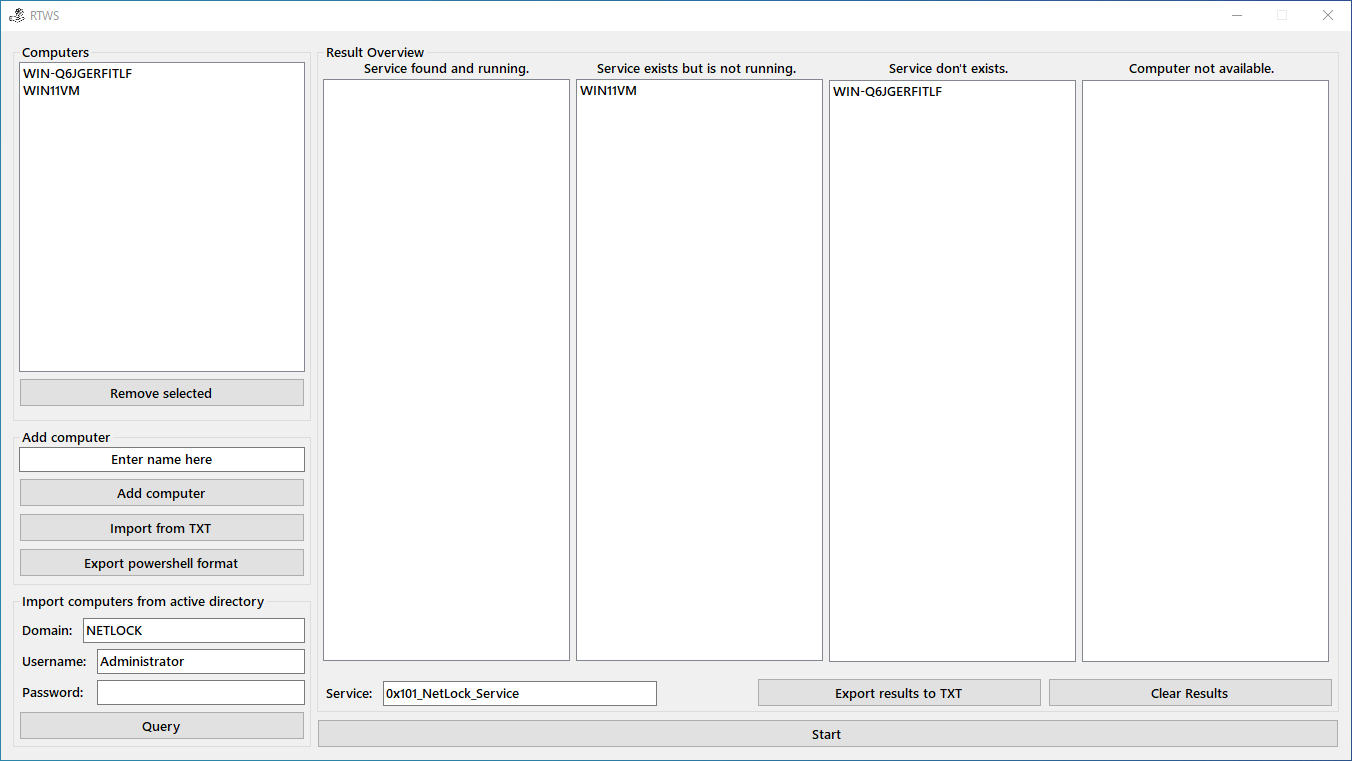 RTWS
Computers
WIN-Q6JGERFITLF
WIN11VM
Remove selected
Add computer
Enter name here
Add computer
Import from TXT
Export powershell format
Import computers from active directory
Domain: NETLOCK
Username: Administrator
Password:
Query
Result Overview
Service found and running.
Service exists but is not running.
WIN11VM
Service don't exists.
WIN-Q6JGERFITLF
Computer not available.
Service: 0x101_NetLock_Service
Export results to TXT
Clear Results
Start